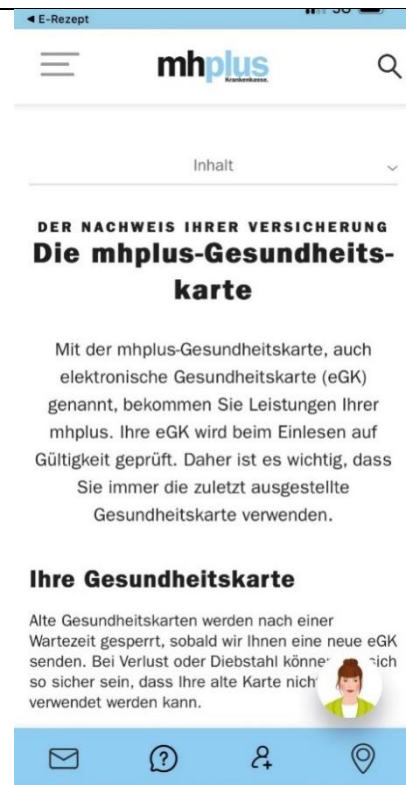 ◀ E-Rezept
mhplus
Krankenkasse.
Inhalt
DER NACHWEIS IHRER VERSICHERUNG
Die mhplus-Gesundheits-
karte
Mit der mhplus-Gesundheitskarte, auch
elektronische Gesundheitskarte (eGK)
genannt, bekommen Sie Leistungen Ihrer
mhplus. Ihre eGK wird beim Einlesen auf
Gültigkeit geprüft. Daher ist es wichtig, dass
Sie immer die zuletzt ausgestellte
Gesundheitskarte verwenden.
Ihre Gesundheitskarte
Alte Gesundheitskarten werden nach einer
Wartezeit gesperrt, sobald wir Ihnen eine neue eGK
senden. Bei Verlust oder Diebstahl können sich
so sicher sein, dass Ihre alte Karte nicht
verwendet werden kann.